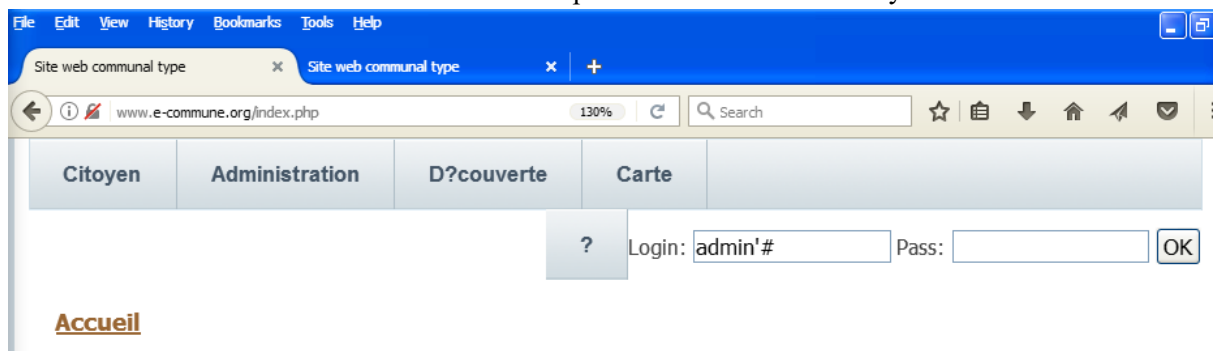 File Edit View History Bookmarks Tools Help
Site web communal type × Site web communal type × +
www.e-commune.org/index.php 130% Search
Citoyen Administration D?couverte Carte
? Login: admin'# Pass: OK
Accueil